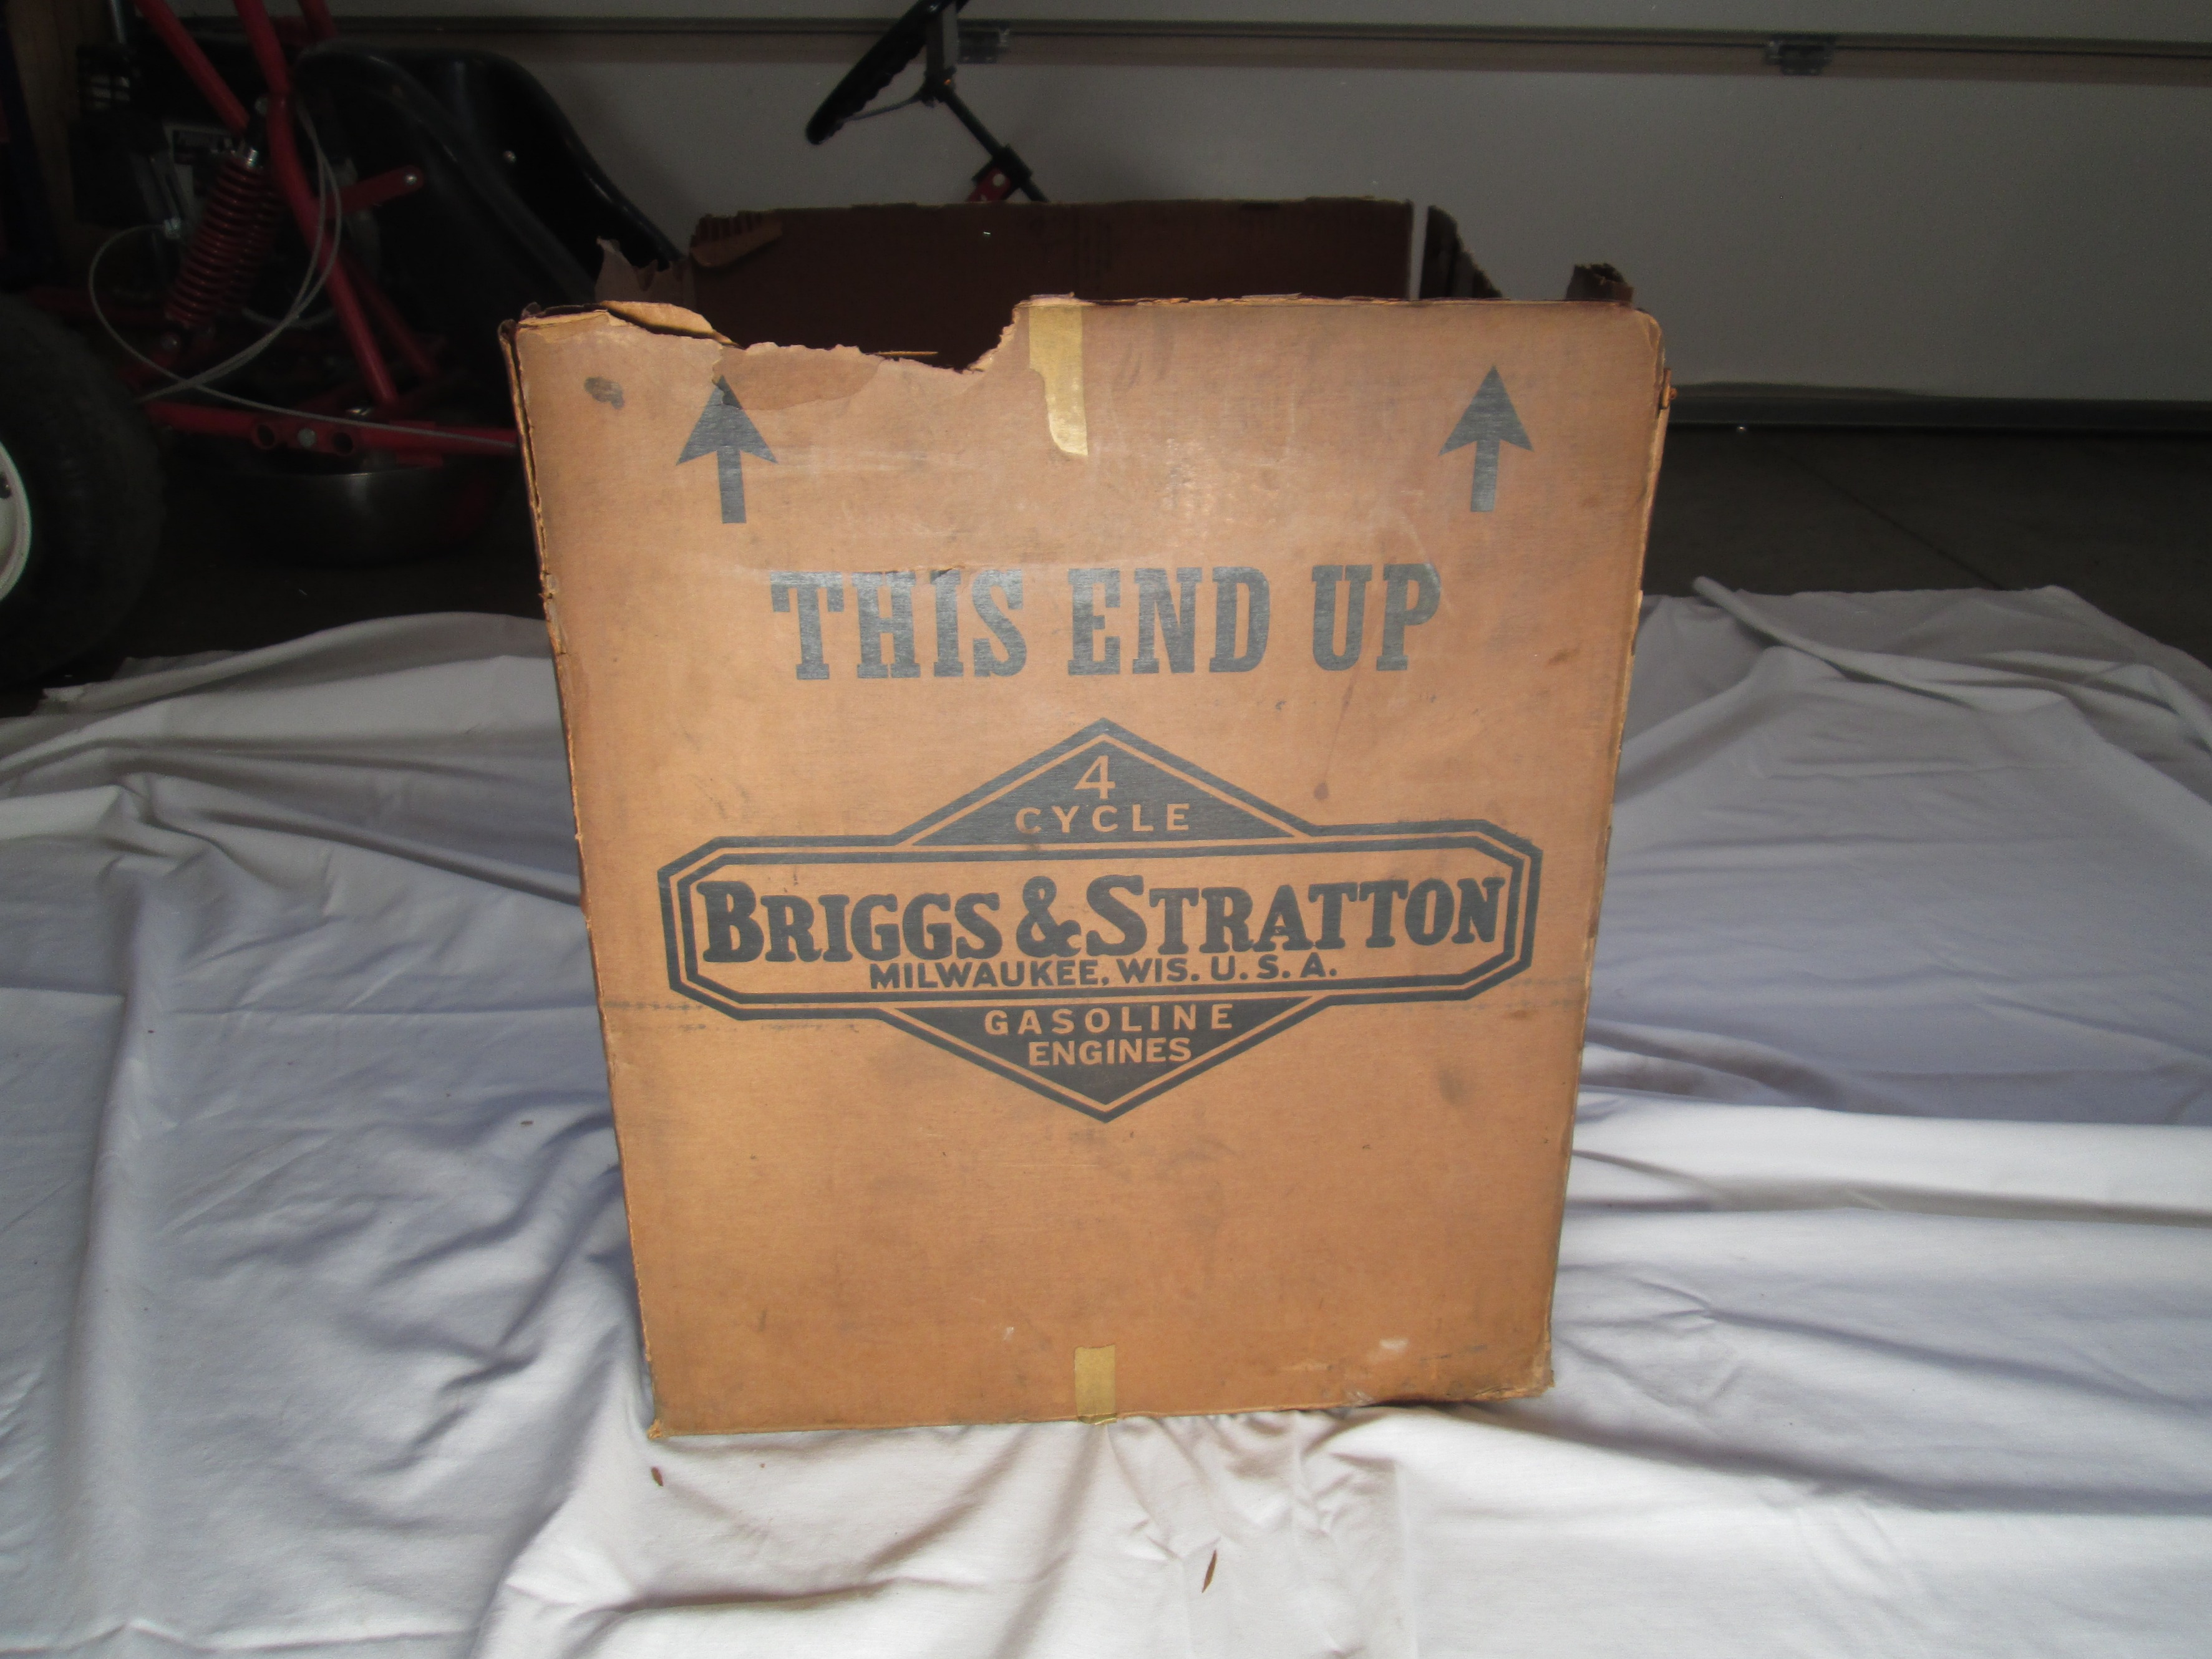 THIS END UP
4
CYCLE
BRIGGS & STRATTON
MILWAUKEE, WIS. U. S. A.
GASOLINE
ENGINES